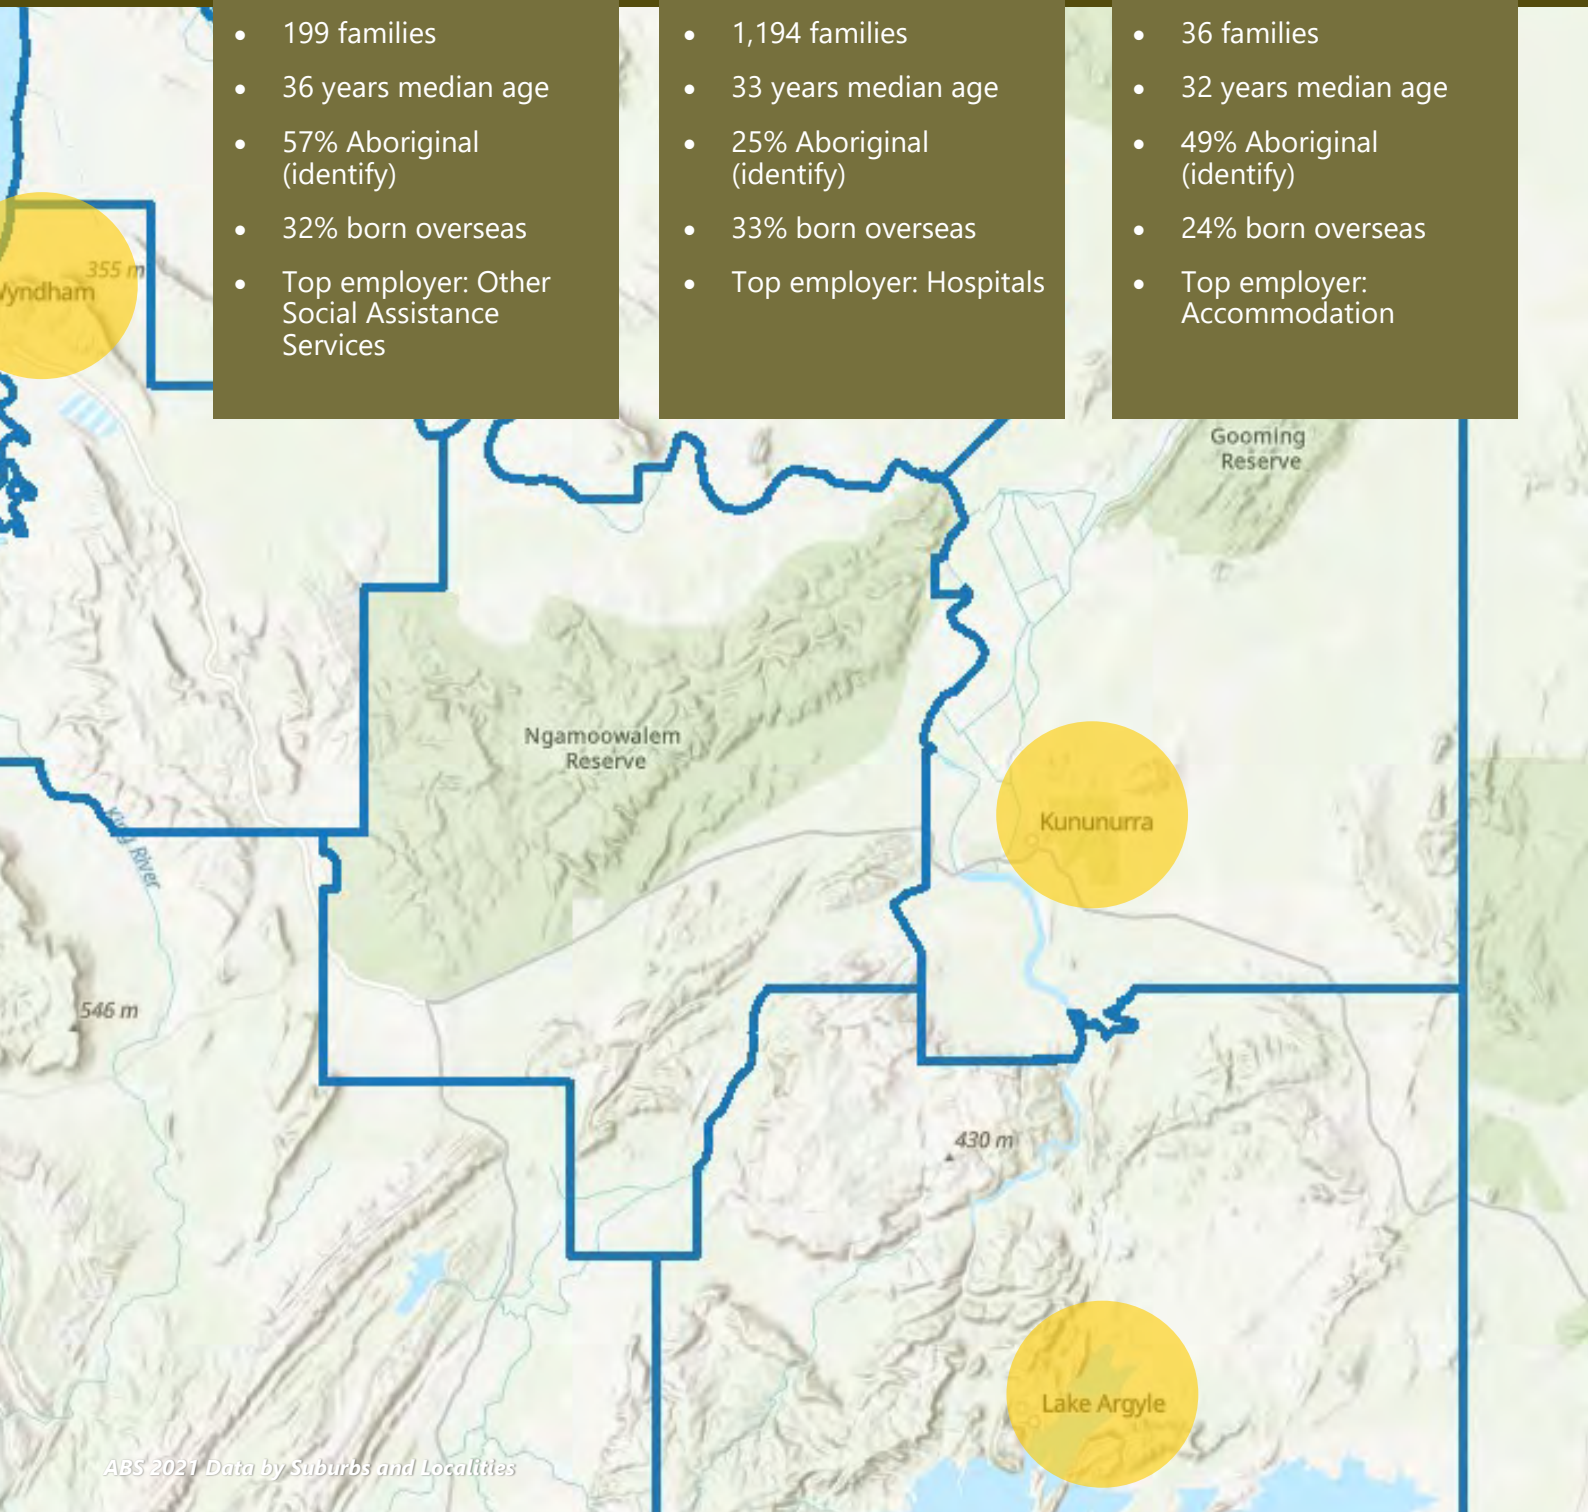 • 199 families
• 36 years median age
• 57% Aboriginal
(identify)
• 32% born overseas
• Top employer: Other
Social Assistance
Services
• 1,194 families
• 33 years median age
• 25% Aboriginal
(identify)
• 33% born overseas
• Top employer: Hospitals
• 36 families
• 32 years median age
• 49% Aboriginal
(identify)
• 24% born overseas
• Top employer:
Accommodation
355 m
Wyndham
Gooming
Reserve
Ngamoowalem
Reserve
Kununurra
King River
546 m
430 m
Lake Argyle
ABS 2021 Data by Suburbs and Localities